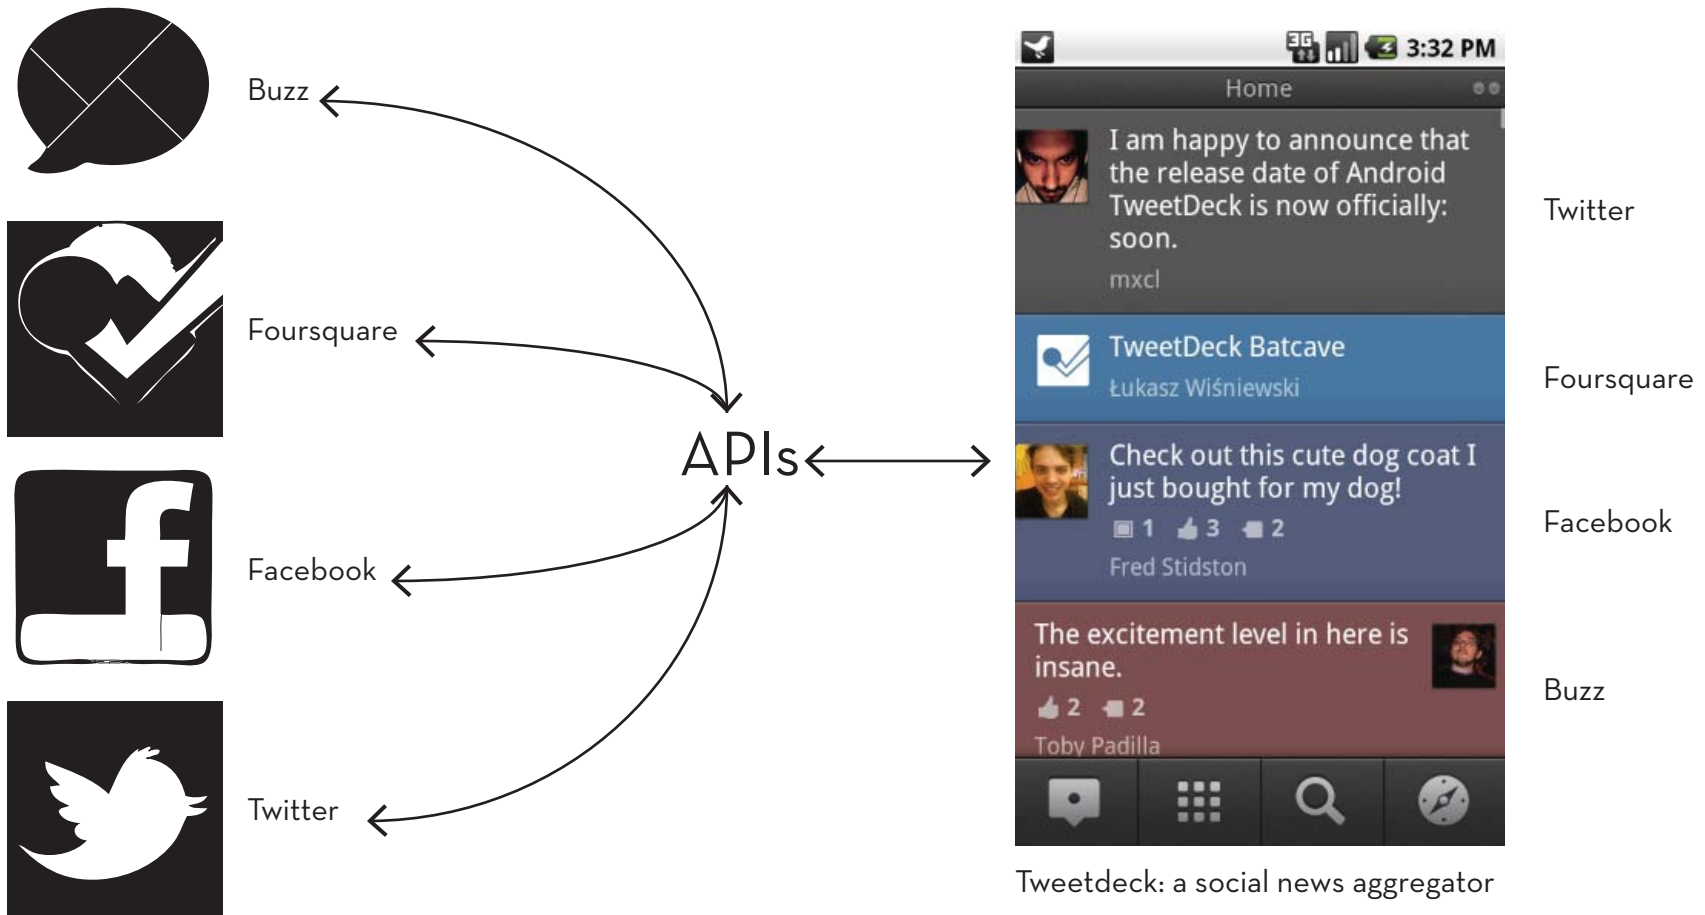 Buzz
Foursquare
Facebook
Twitter
APIs
3G
3:32 PM
Home
I am happy to announce that
the release date of Android
TweetDeck is now officially:
soon.
mxcl
TweetDeck Batcave
Łukasz Wiśniewski
Check out this cute dog coat I
just bought for my dog!
1 3 2
Fred Stidston
The excitement level in here is
insane.
2 2
Toby Padilla
Twitter
Foursquare
Facebook
Buzz
Tweetdeck: a social news aggregator